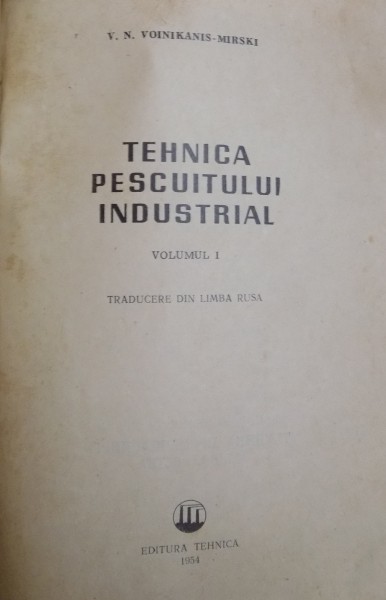 V. N. VOINIKANIS-MIRSKI
TEHNICA
PESCUITULUI
INDUSTRIAL
VOLUMUL I
TRADUCERE DIN LIMBA RUSA
EDITURA TEHNICA
1954